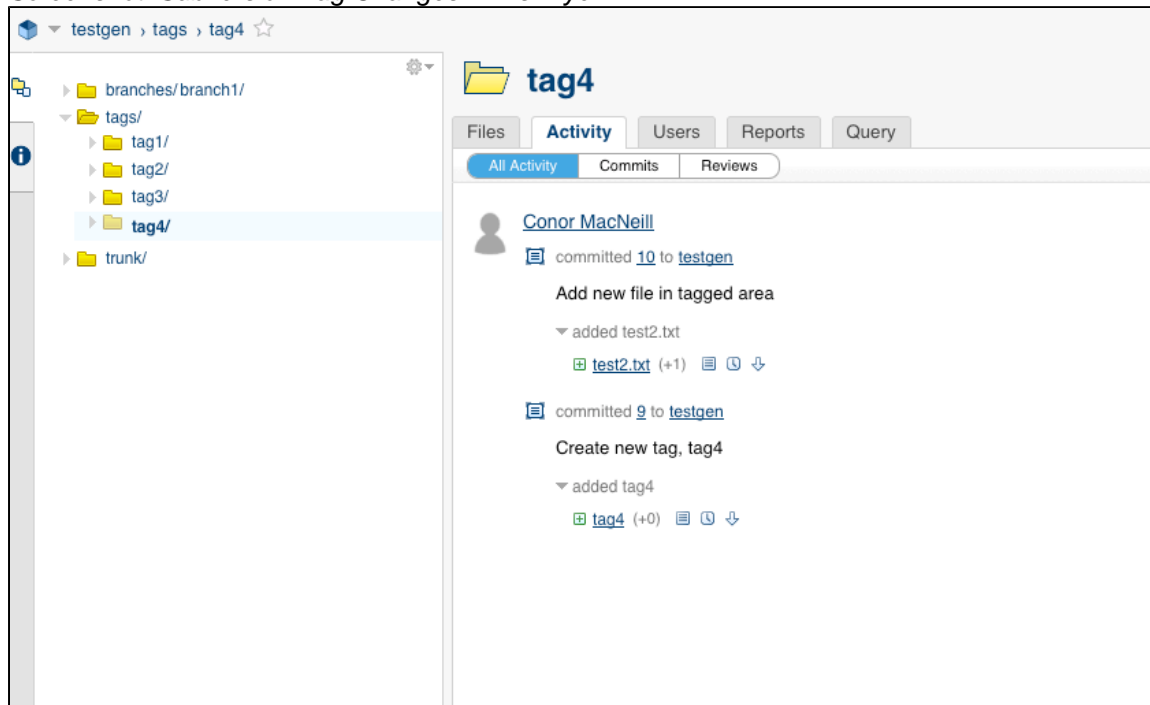 testgen › tags › tag4
branches/branch1/
tags/
tag1/
tag2/
tag3/
tag4/
trunk/
tag4
Files Activity Users Reports Query
All Activity Commits Reviews
Conor MacNeill
committed 10 to testgen
Add new file in tagged area
added test2.txt
test2.txt (+1)
committed 9 to testgen
Create new tag, tag4
added tag4
tag4 (+0)